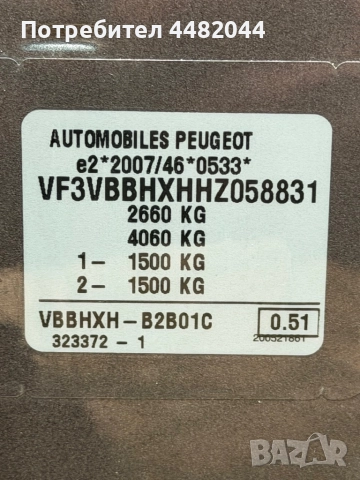 Потребител 4482044
AUTOMOBILES PEUGEOT
e2*2007/46*0533*
VF3VBBHXHHZ058831
2660 KG
4060 KG
1- 1500 KG
2- 1500 KG
VBBHXH-B2B01C 0.51
323372 - 1
BAZAR